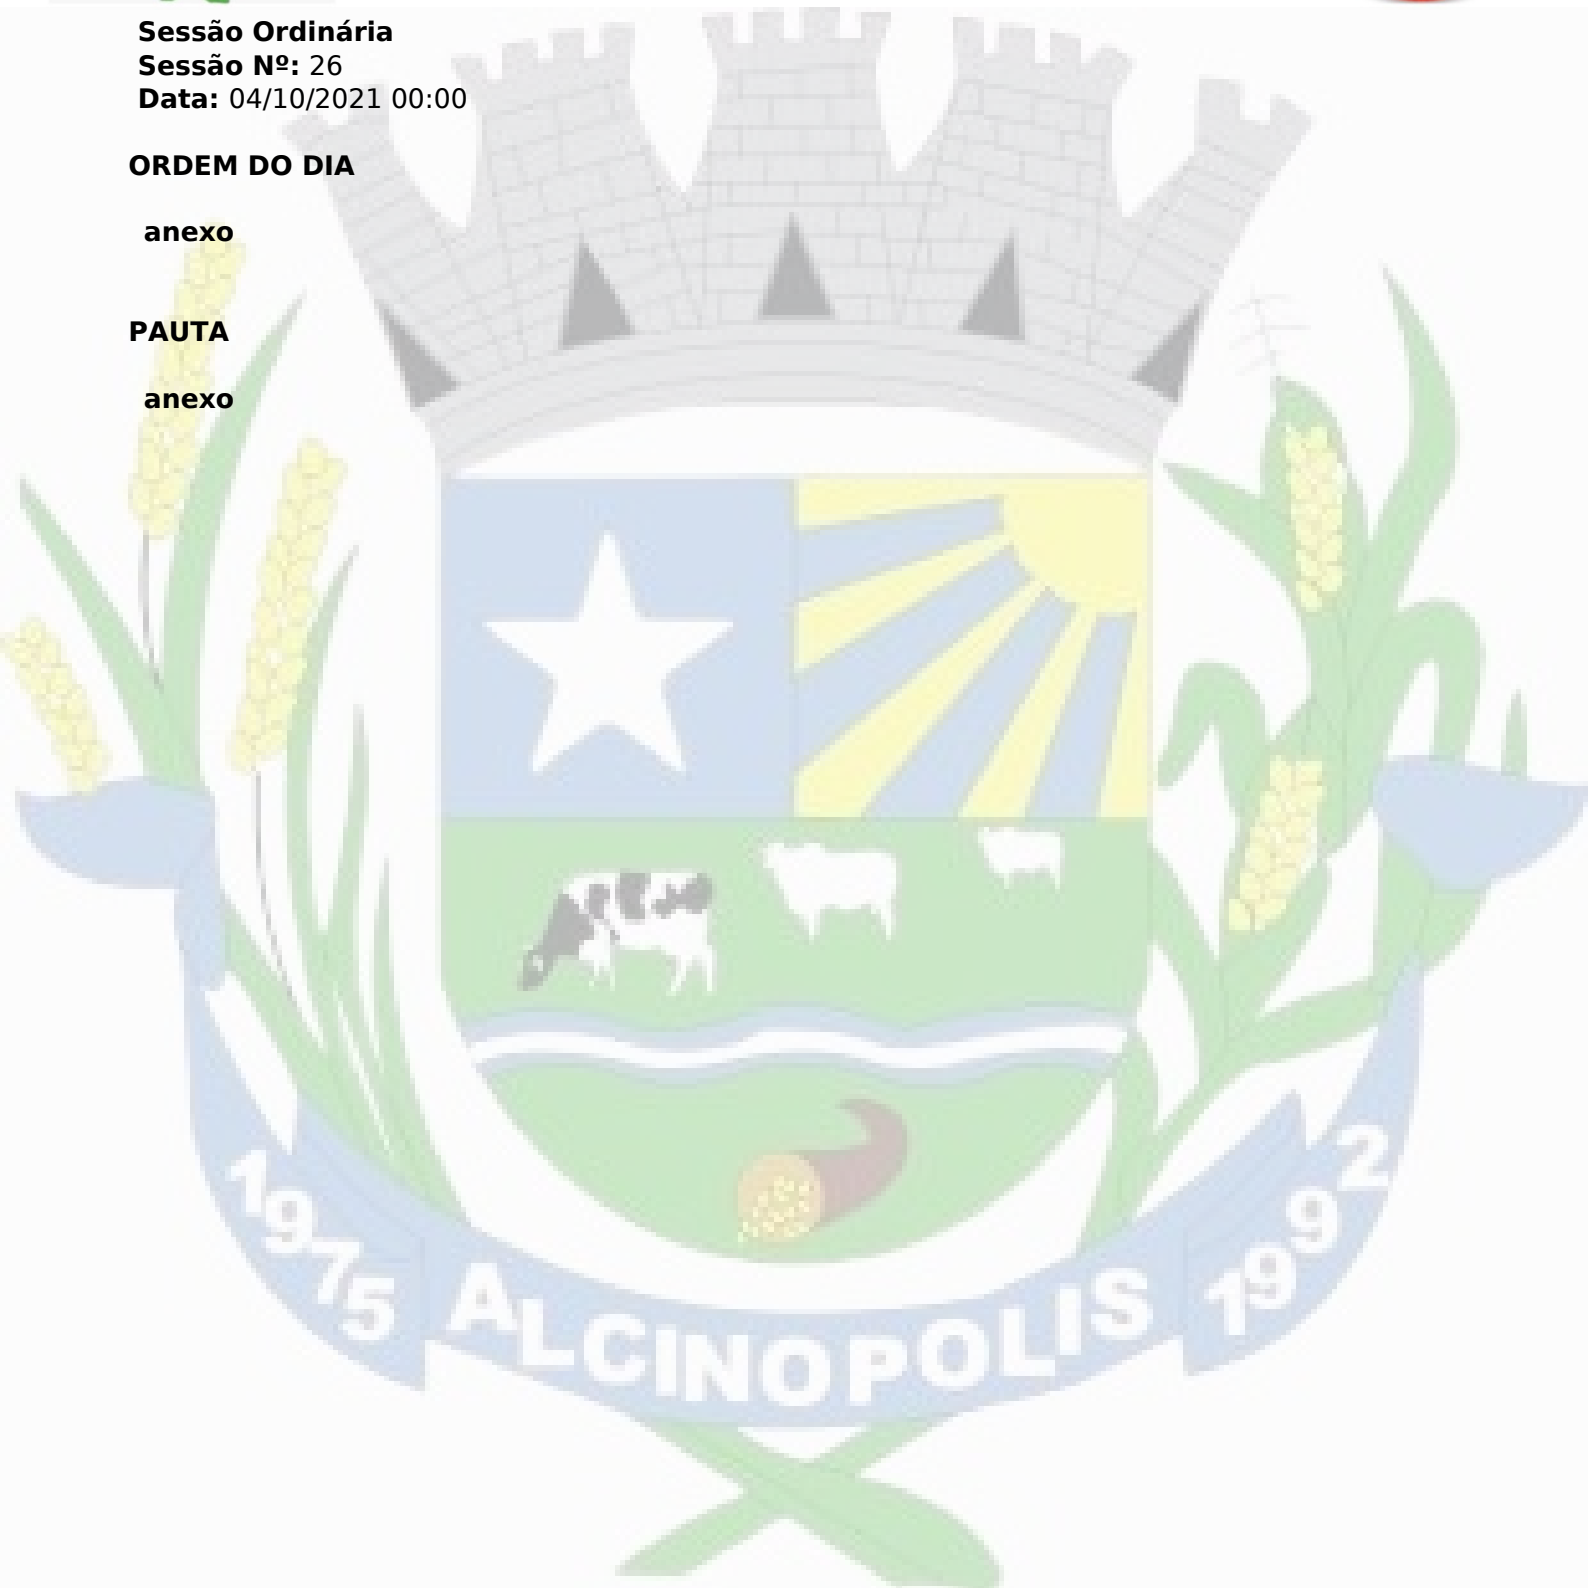 Sessão Ordinária
Sessão Nº: 26
Data: 04/10/2021 00:00
ORDEM DO DIA
anexo
PAUTA
anexo
1975 ALCINOPOLIS 1992